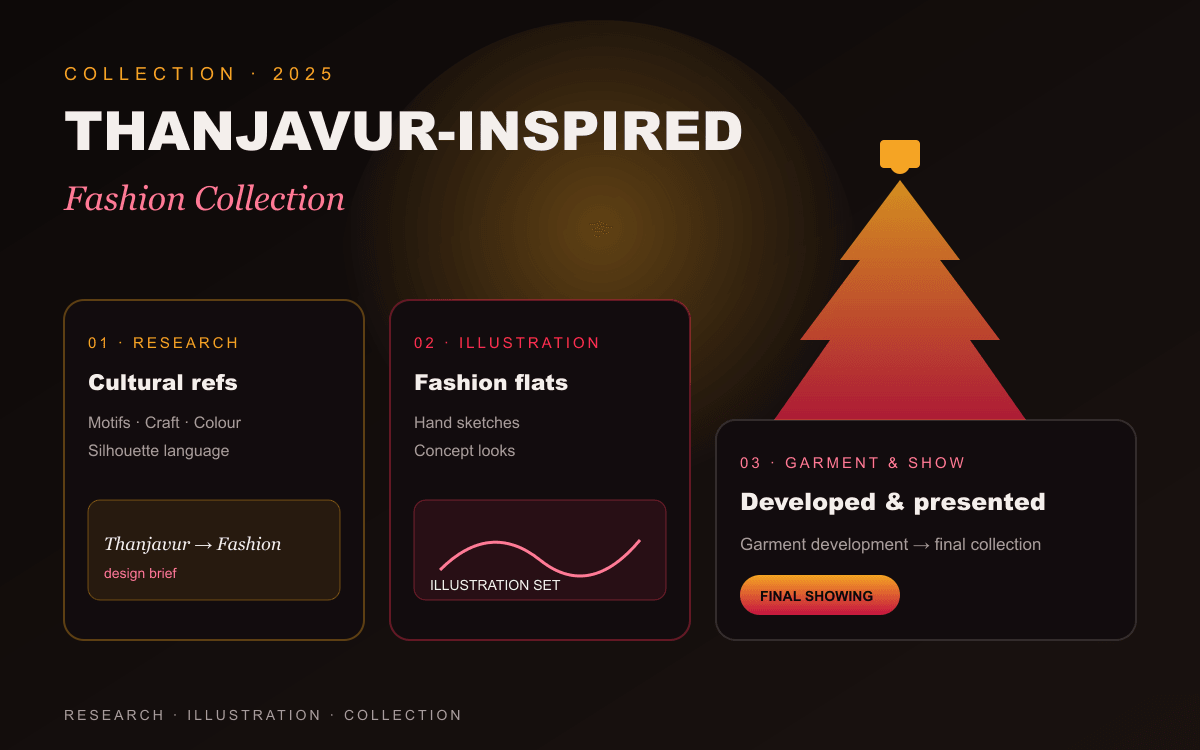 COLLECTION · 2025
THANJAVUR-INSPIRED
Fashion Collection
01 · RESEARCH
Cultural refs
Motifs · Craft · Colour
Silhouette language
Thanjavur → Fashion
design brief
02 · ILLUSTRATION
Fashion flats
Hand sketches
Concept looks
ILLUSTRATION SET
03 · GARMENT & SHOW
Developed & presented
Garment development → final collection
FINAL SHOWING
RESEARCH · ILLUSTRATION · COLLECTION